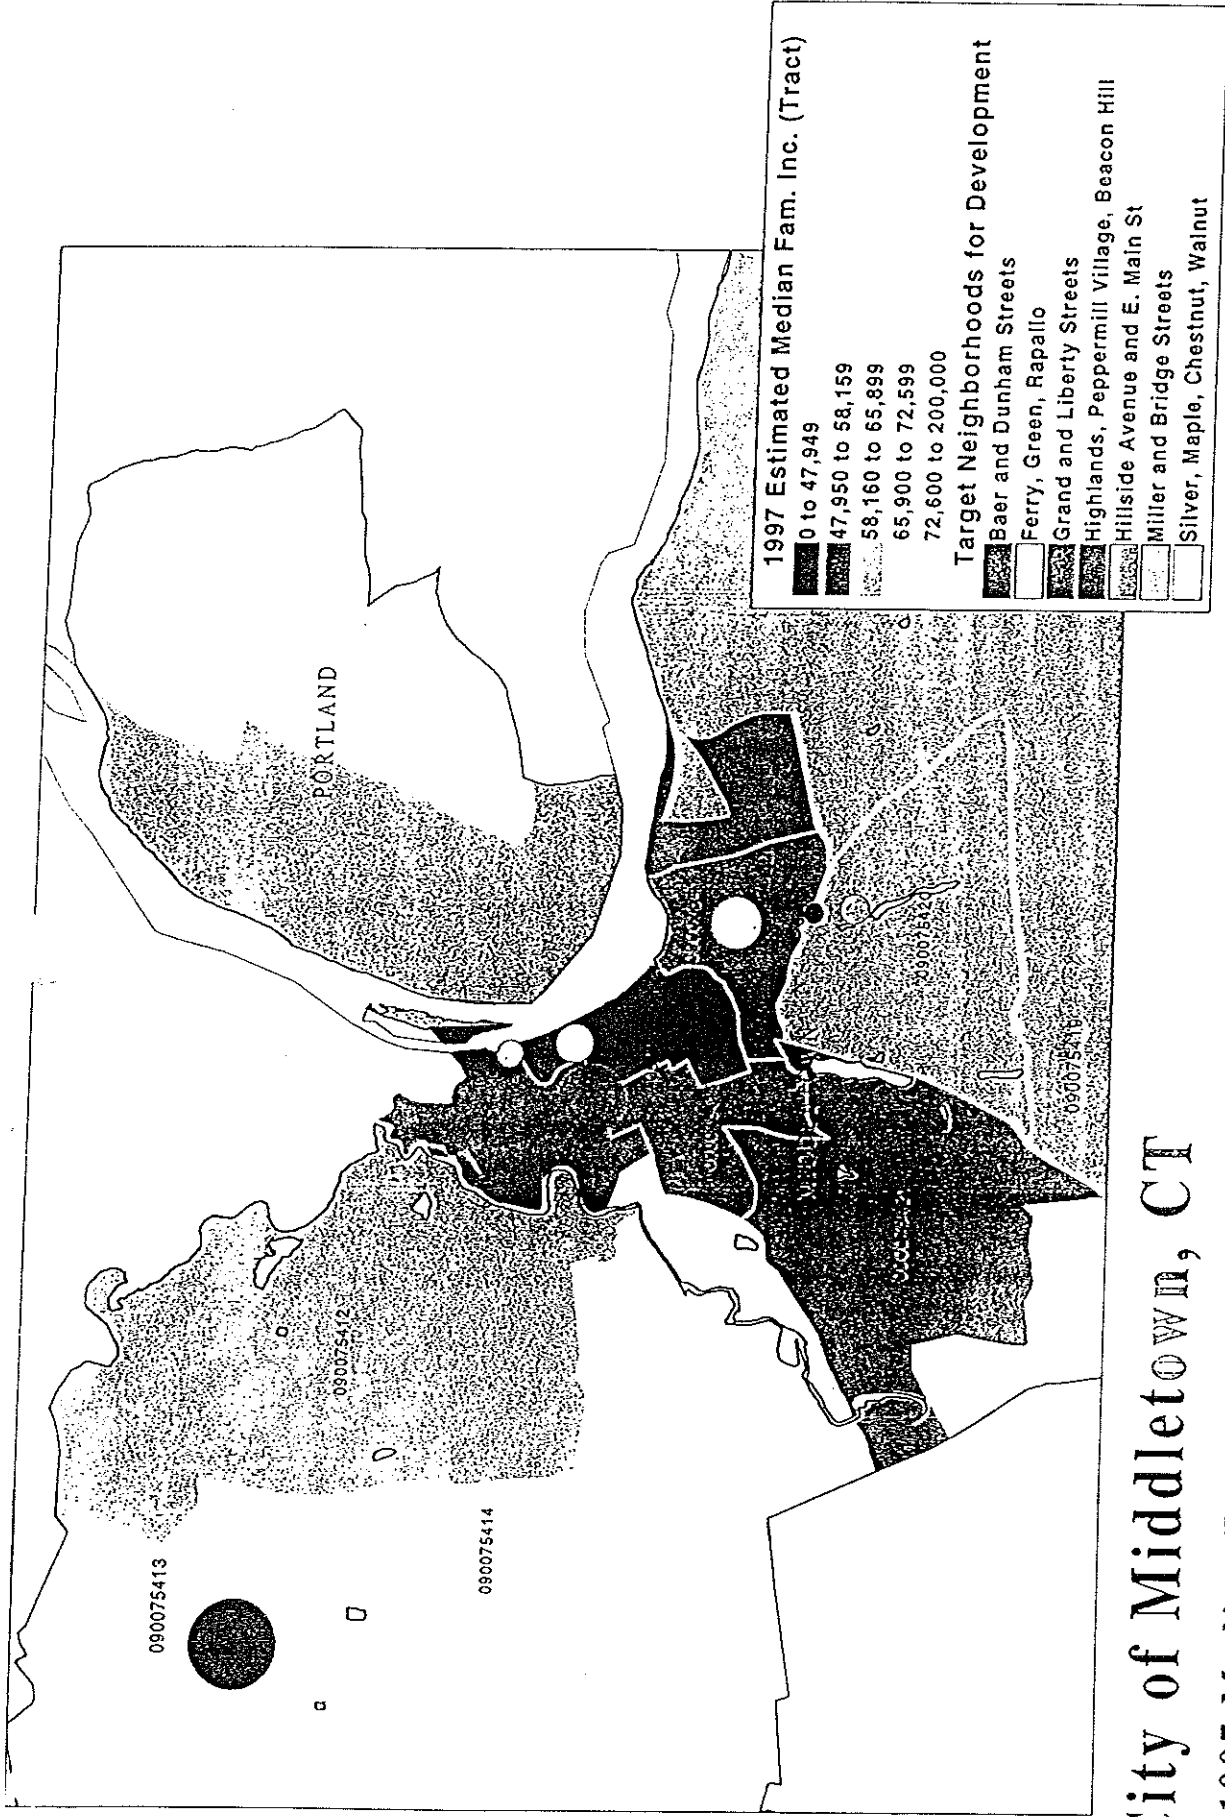 PORTLAND
090075413
090075412
090075414
090075416
1997 Estimated Median Fam. Inc. (Tract)
0 to 47,949
47,950 to 58,159
58,160 to 65,899
65,900 to 72,599
72,600 to 200,000
Target Neighborhoods for Development
Baer and Dunham Streets
Ferry, Green, Rapallo
Grand and Liberty Streets
Highlands, Peppermill Village, Beacon Hill
Hillside Avenue and E. Main St
Miller and Bridge Streets
Silver, Maple, Chestnut, Walnut
ity of Middletown, CT